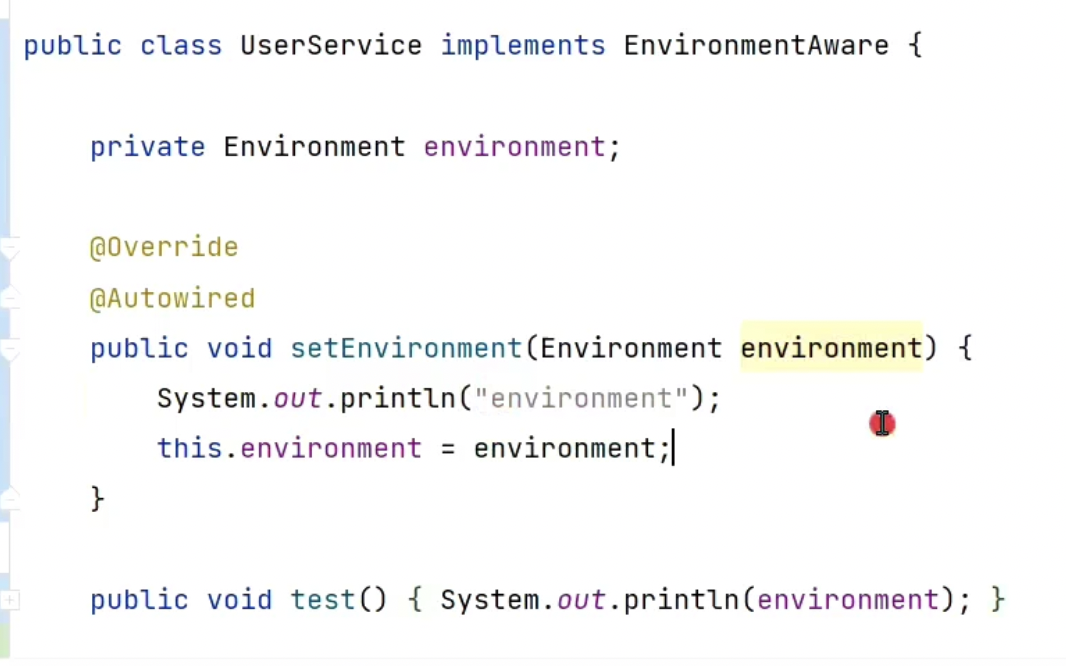 public class UserService implements EnvironmentAware {
private Environment environment;
@Override
@Autowired
public void setEnvironment(Environment environment) {
System.out.println("environment");
this.environment = environment;
}
public void test() { System.out.println(environment); }